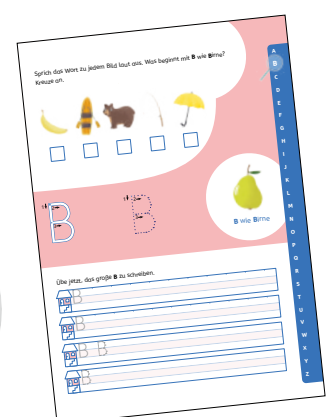 Sprich das Wort zu jedem Bild laut aus. Was beginnt mit B wie Birne?
Kreuze an.
B
B
B wie Birne
Übe jetzt, das große B zu schreiben.
B
B
B B
B
A
B
C
D
E
F
G
H
I
J
K
L
M
N
O
P
Q
R
S
T
U
V
W
X
Y
Z